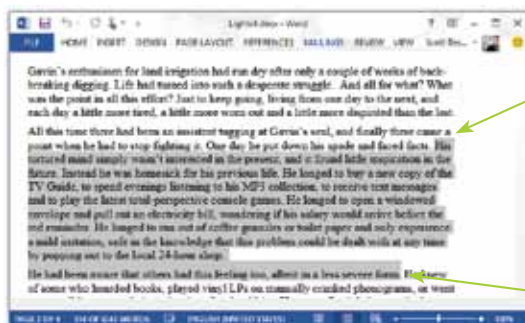 Light4.docx - Word
FILE HOME INSERT DESIGN PAGE LAYOUT REFERENCES MAILINGS REVIEW VIEW
Gavin's enthusiasm for land irrigation had run dry after only a couple of weeks of back-
breaking digging. Life had turned into such a desperate struggle. And all for what? What
was the point in all this effort? Just to keep going, living from one day to the next, and
each day a little more tired, a little more worn out and a little more dispirited than the last.
All this time there had been an insistent tugging at Gavin's soul, and finally there came a
point when he had to stop fighting it. One day he put down his spade and faced facts. His
tortured mind simply wasn't interested in the present, and it found little inspiration in the
future. Instead he was homesick for his previous life. He longed to buy a new copy of the
TV Guide, to spend evenings listening to his MP3 collection, to receive text messages
and to play the latest total-perspective console games. He longed to open a windowed
envelope and pull out an electricity bill, wondering if his salary would arrive before the
red reminder. He longed to run out of coffee granules or toilet paper and only experience
a mild irritation, safe in the knowledge that this problem could be dealt with at any time
by popping out to the local 24-hour shop.
He had been aware that others had this feeling too, albeit in a less severe form. He knew
of some who hoarded books, played vinyl LPs on manually cranked phonograms, or went
ENGLISH (UNITED STATES)